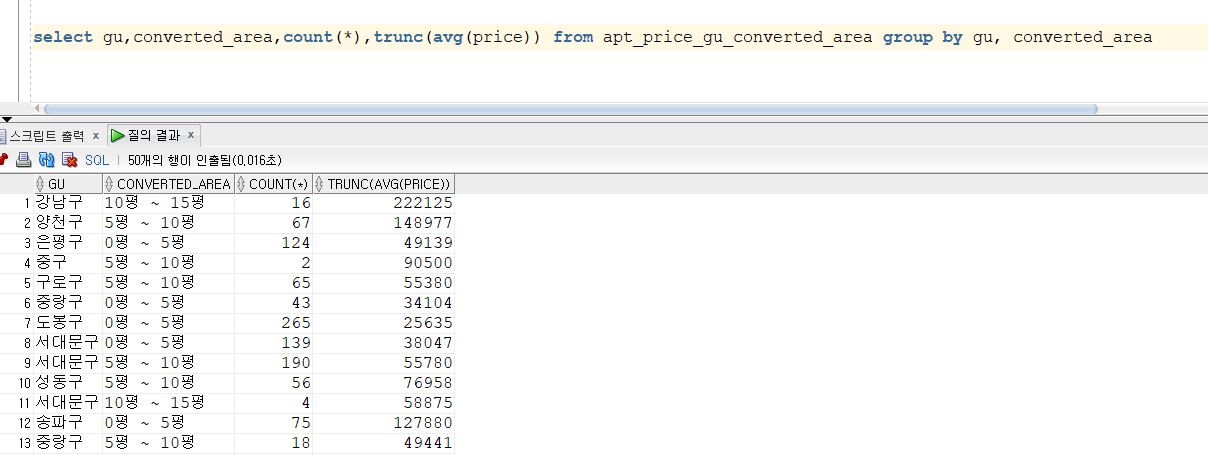 select gu,converted_area,count(*),trunc(avg(price)) from apt_price_gu_converted_area group by gu, converted_area
스크립트 출력 x 질의 결과 x
SQL | 50개의 행이 인출됨(0,016초)
GU CONVERTED_AREA COUNT(*) TRUNC(AVG(PRICE))
1 강남구 10평 ~ 15평 16 222125
2 양천구 5평 ~ 10평 67 148977
3 은평구 0평 ~ 5평 124 49139
4 중구 5평 ~ 10평 2 90500
5 구로구 5평 ~ 10평 65 55380
6 중랑구 0평 ~ 5평 43 34104
7 도봉구 0평 ~ 5평 265 25635
8 서대문구 0평 ~ 5평 139 38047
9 서대문구 5평 ~ 10평 190 55780
10 성동구 5평 ~ 10평 56 76958
11 서대문구 10평 ~ 15평 4 58875
12 송파구 0평 ~ 5평 75 127880
13 중랑구 5평 ~ 10평 18 49441